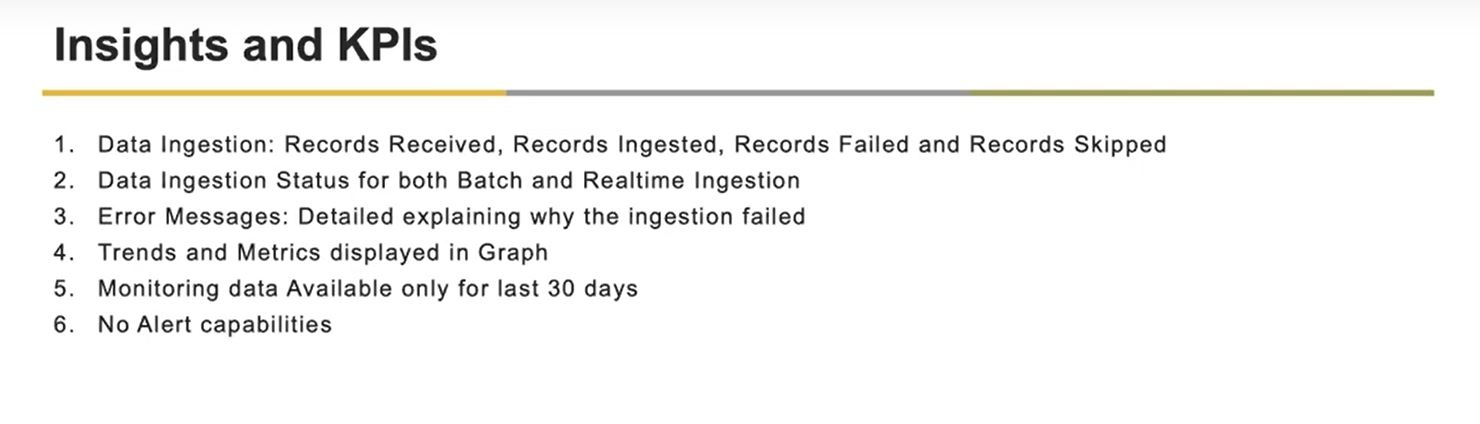 Insights and KPIs
1. Data Ingestion: Records Received, Records Ingested, Records Failed and Records Skipped
2. Data Ingestion Status for both Batch and Realtime Ingestion
3. Error Messages: Detailed explaining why the ingestion failed
4. Trends and Metrics displayed in Graph
5. Monitoring data Available only for last 30 days
6. No Alert capabilities